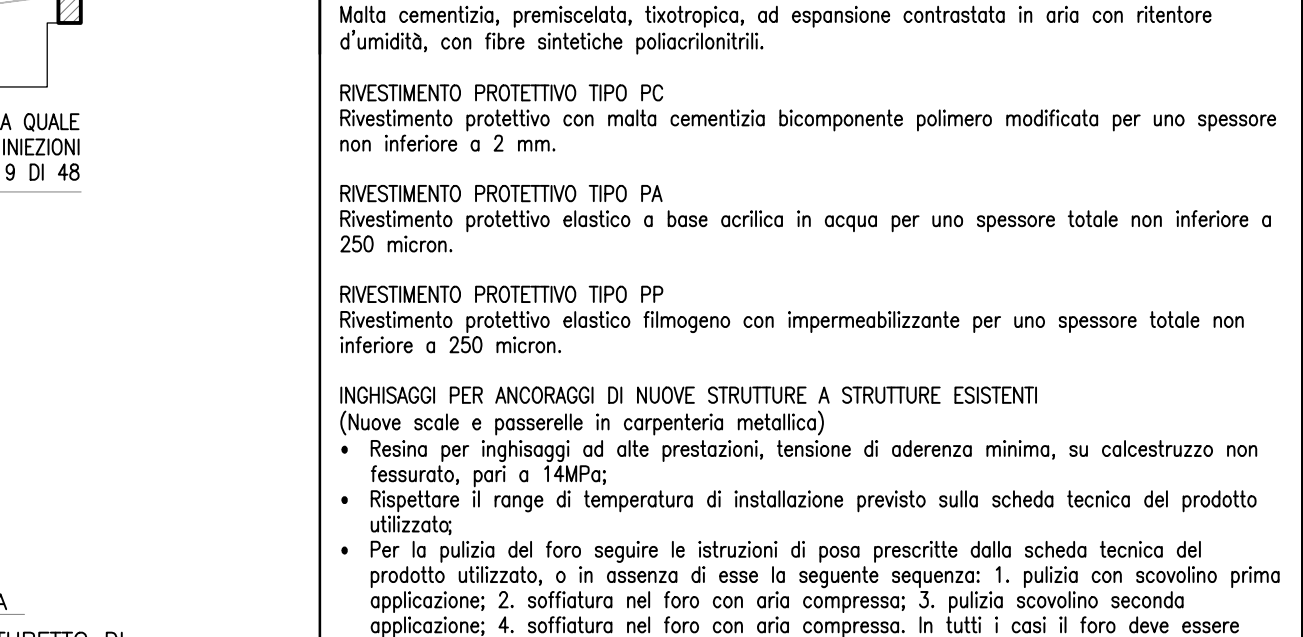 A QUALE
INIEZIONI
9 DI 48
A
Malta cementizia, premiscelata, tixotropica, ad espansione contrastata in aria con ritentore
d'umidità, con fibre sintetiche poliacrilonitrili.
RIVESTIMENTO PROTETTIVO TIPO PC
Rivestimento protettivo con malta cementizia bicomponente polimero modificata per uno spessore
non inferiore a 2 mm.
RIVESTIMENTO PROTETTIVO TIPO PA
Rivestimento protettivo elastico a base acrilica in acqua per uno spessore totale non inferiore a
250 micron.
RIVESTIMENTO PROTETTIVO TIPO PP
Rivestimento protettivo elastico filmogeno con impermeabilizzante per uno spessore totale non
inferiore a 250 micron.
INGHISAGGI PER ANCORAGGI DI NUOVE STRUTTURE A STRUTTURE ESISTENTI
(Nuove scale e passerelle in carpenteria metallica)
• Resina per inghisaggi ad alte prestazioni, tensione di aderenza minima, su calcestruzzo non
fessurato, pari a 14MPa;
• Rispettare il range di temperatura di installazione previsto sulla scheda tecnica del prodotto
utilizzato;
• Per la pulizia del foro seguire le istruzioni di posa prescritte dalla scheda tecnica del
prodotto utilizzato, o in assenza di esse la seguente sequenza: 1. pulizia con scovolino prima
applicazione; 2. soffiatura nel foro con aria compressa; 3. pulizia scovolino seconda
applicazione; 4. soffiatura nel foro con aria compressa. In tutti i casi il foro deve essere